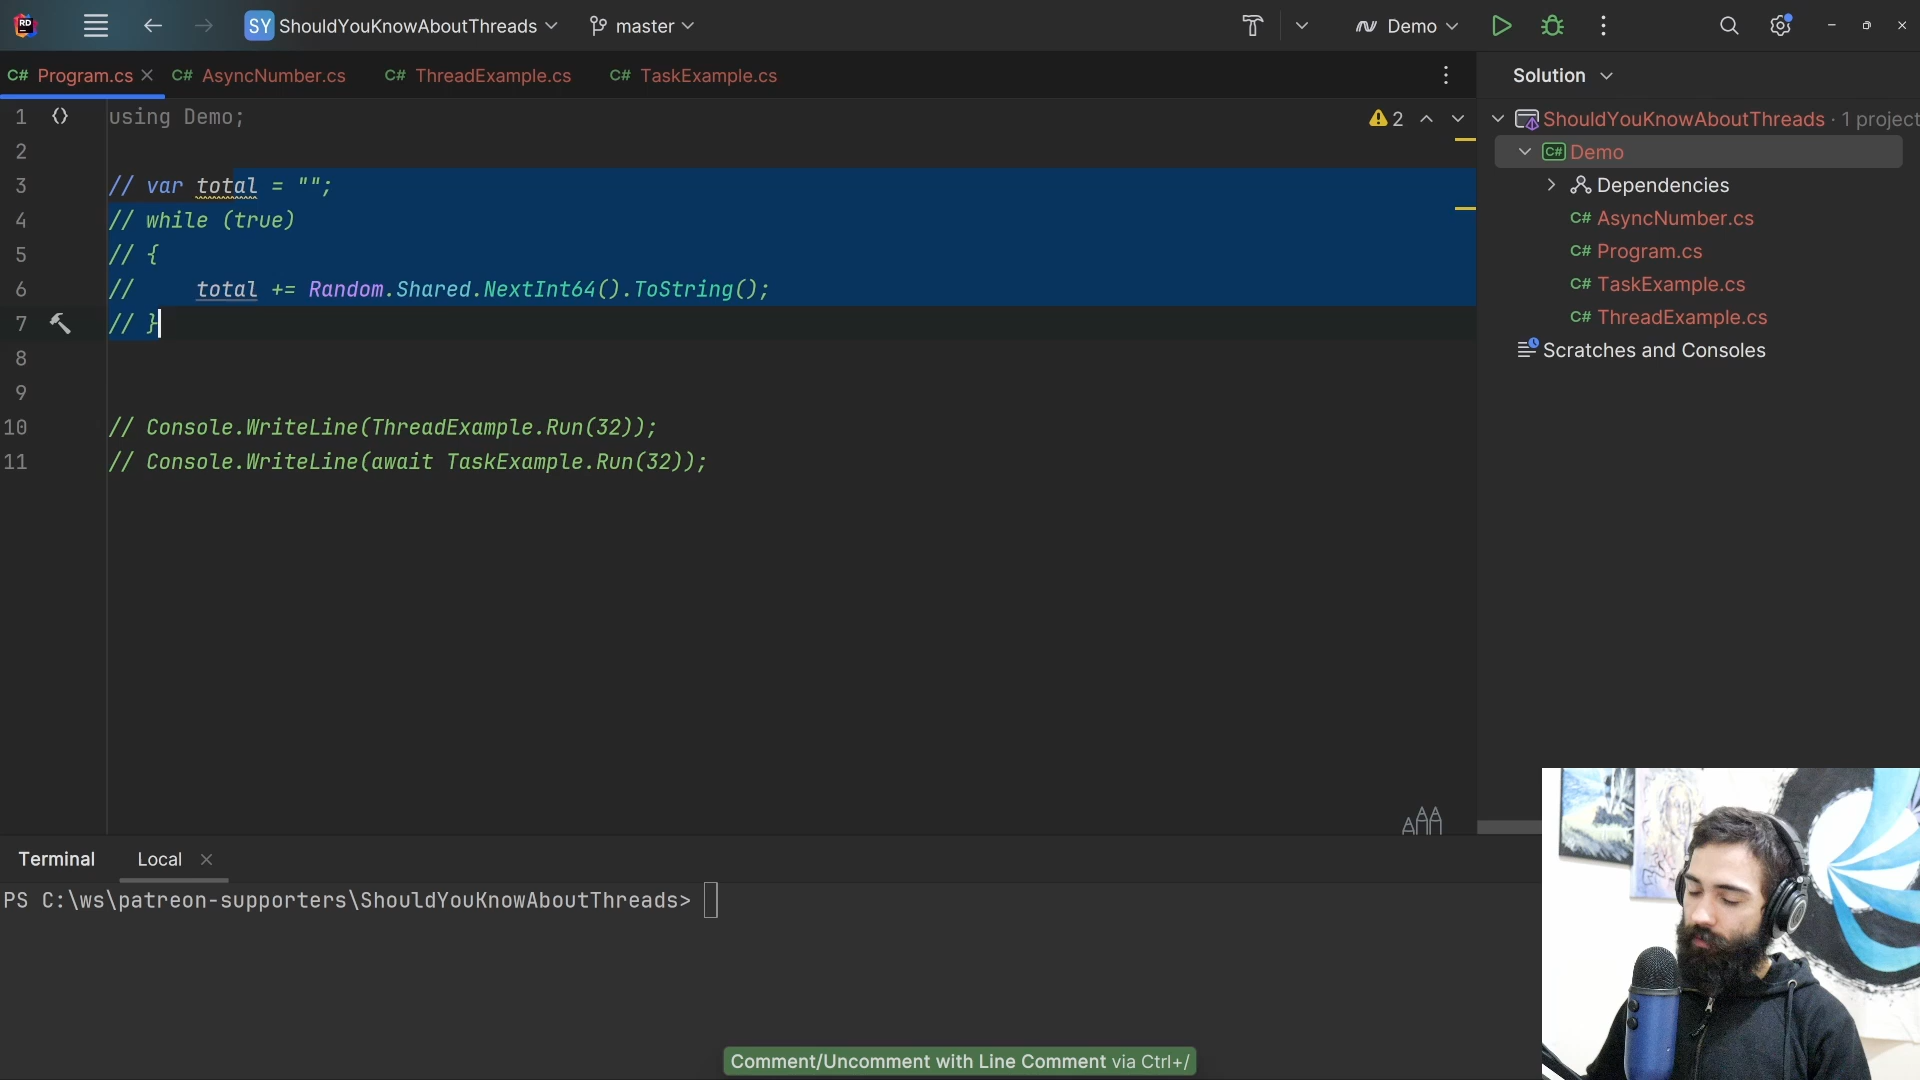 RD
SY ShouldYouKnowAboutThreads
master
Demo
C# Program.cs
C# AsyncNumber.cs
C# ThreadExample.cs
C# TaskExample.cs
1 using Demo;
2
3 // var total = "";
4 // while (true)
5 // {
6 //     total += Random.Shared.NextInt64().ToString();
7 // }
8
9
10 // Console.WriteLine(ThreadExample.Run(32));
11 // Console.WriteLine(await TaskExample.Run(32));
2
Solution
ShouldYouKnowAboutThreads · 1 project
C# Demo
Dependencies
C# AsyncNumber.cs
C# Program.cs
C# TaskExample.cs
C# ThreadExample.cs
Scratches and Consoles
Terminal
Local
PS C:\ws\patreon-supporters\ShouldYouKnowAboutThreads>
Comment/Uncomment with Line Comment via Ctrl+/